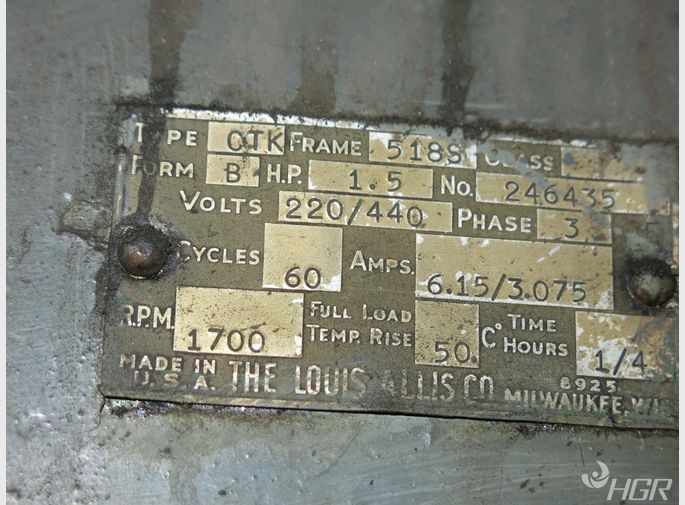 TYPE CTK FRAME 518S CLASS
FORM B H.P. 1.5 NO. 246435
VOLTS 220/440 PHASE 3
CYCLES 60 AMPS. 6.15/3.075
R.P.M. 1700 FULL LOAD TEMP. RISE 50 C° TIME HOURS 1/4
MADE IN U.S.A. THE LOUIS ALLIS CO. 8925 MILWAUKEE, WI
HGR